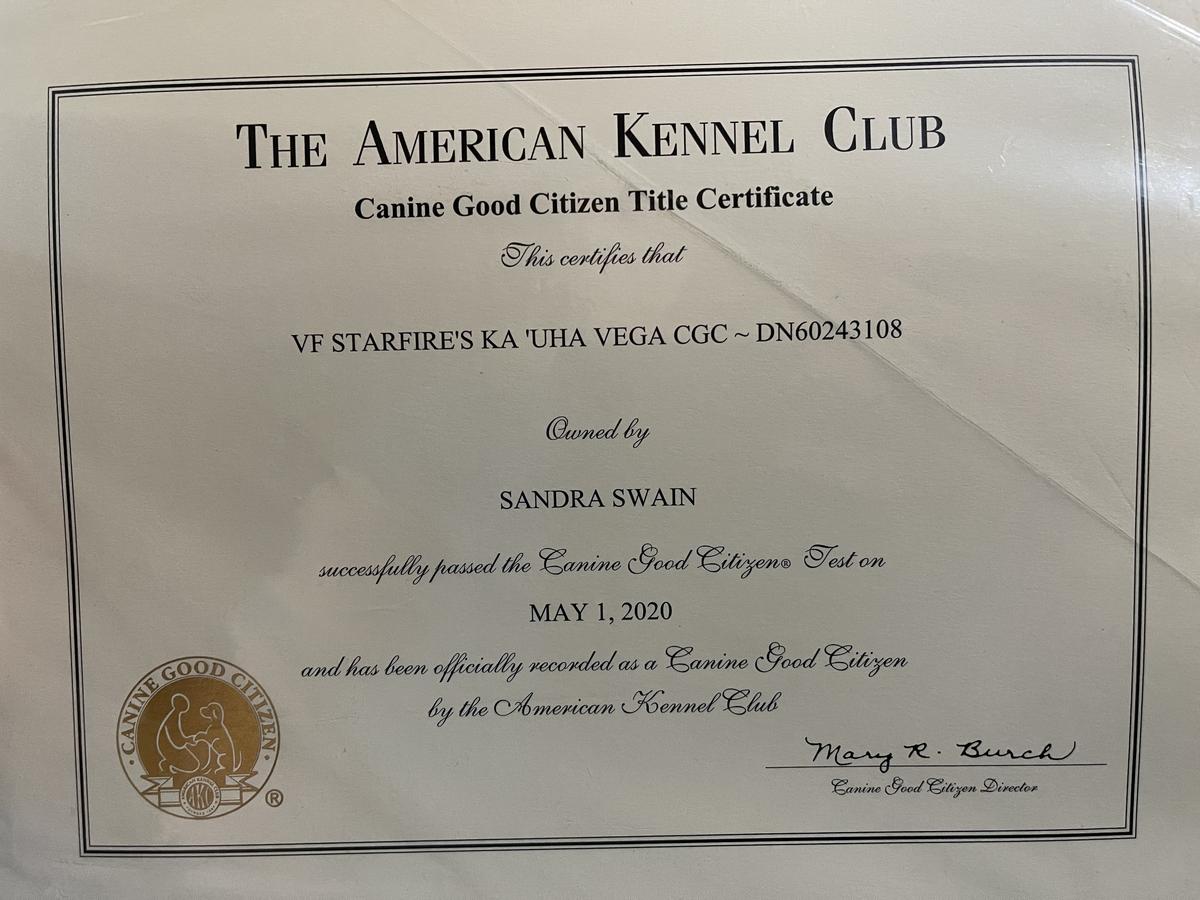 THE AMERICAN KENNEL CLUB
Canine Good Citizen Title Certificate
This certifies that
VF STARFIRE'S KA 'UHA VEGA CGC ~ DN60243108
Owned by
SANDRA SWAIN
successfully passed the Canine Good Citizen® Test on
MAY 1, 2020
and has been officially recorded as a Canine Good Citizen
by the American Kennel Club
Mary R. Burch
Canine Good Citizen Director
· CANINE GOOD CITIZEN ·
AKC
®